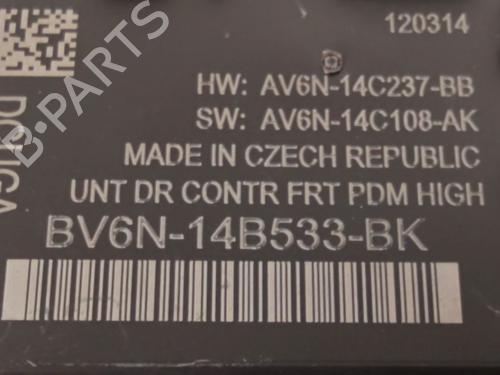 120314
HW: AV6N-14C237-BB
SW: AV6N-14C108-AK
MADE IN CZECH REPUBLIC
UNT DR CONTR FRT PDM HIGH
BV6N-14B533-BK
B-PARTS